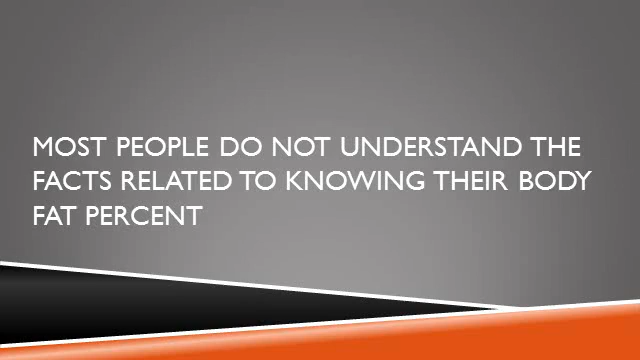 MOST PEOPLE DO NOT UNDERSTAND THE
FACTS RELATED TO KNOWING THEIR BODY
FAT PERCENT